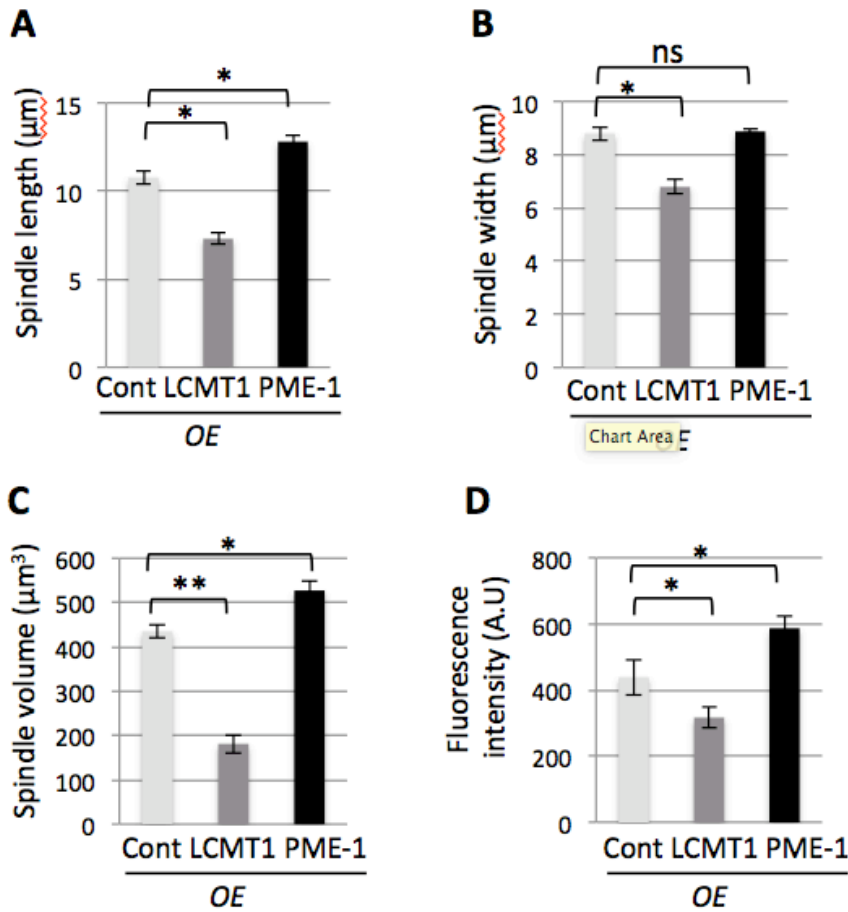 A
Spindle length (μm)
*
*
15
10
5
0
Cont LCMT1 PME-1
OE
B
Spindle width (μm)
ns
*
10
8
6
4
2
0
Cont LCMT1 PME-1
Chart Area
OE
C
Spindle volume (μm³)
*
**
600
500
400
300
200
100
0
Cont LCMT1 PME-1
OE
D
Fluorescence
intensity (A.U)
*
*
800
600
400
200
0
Cont LCMT1 PME-1
OE